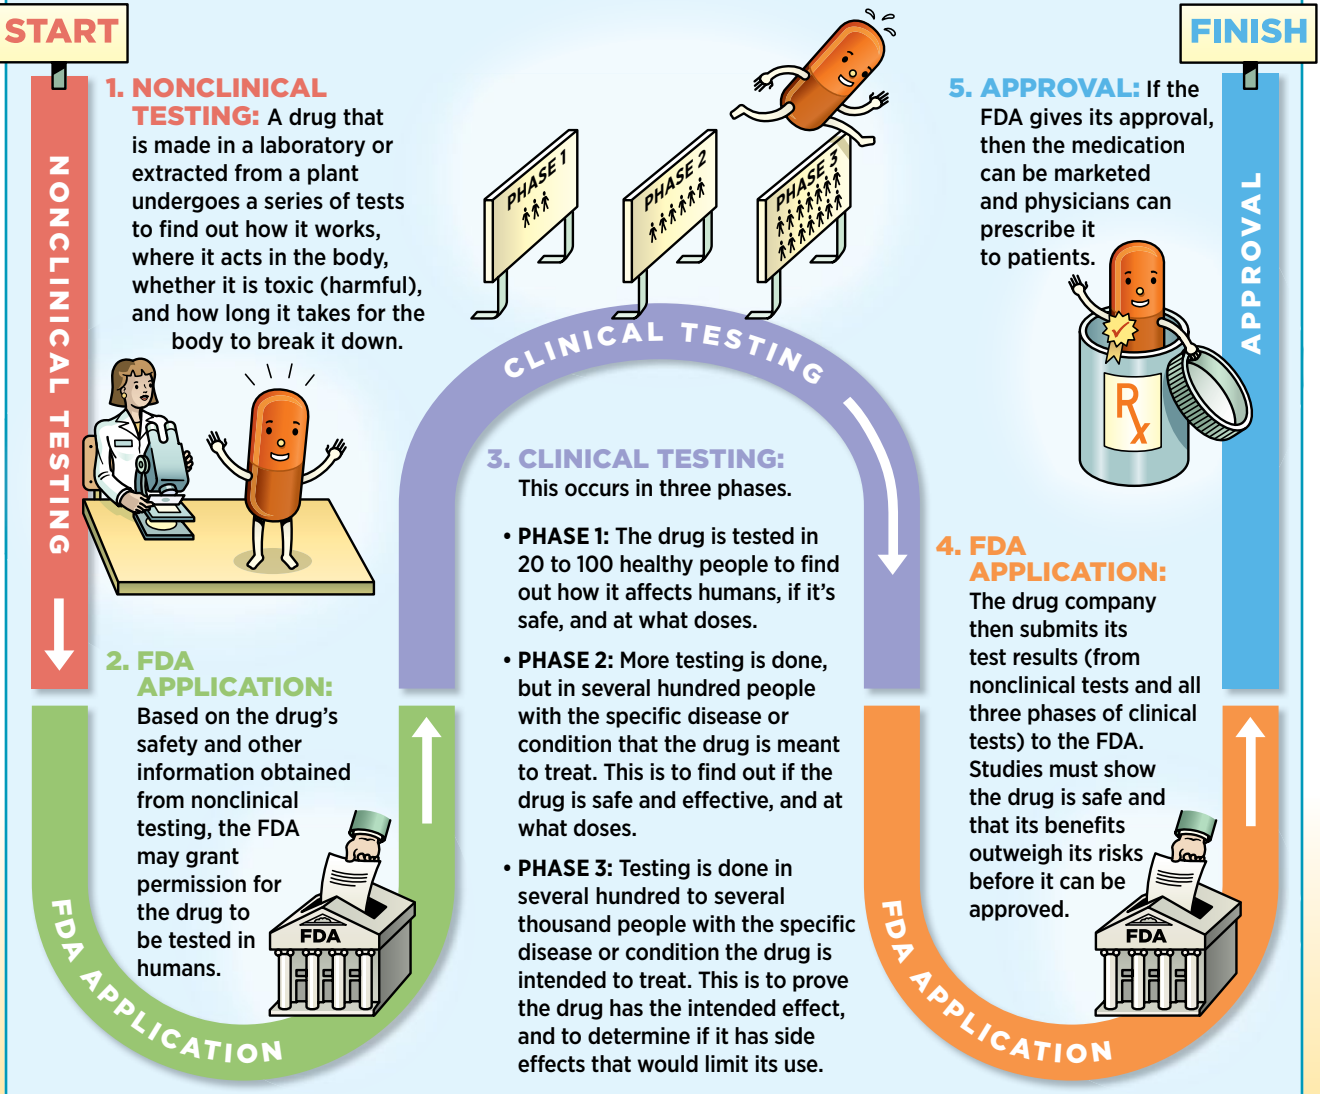 START
FINISH
NONCLINICAL TESTING
1. NONCLINICAL
TESTING: A drug that
is made in a laboratory or
extracted from a plant
undergoes a series of tests
to find out how it works,
where it acts in the body,
whether it is toxic (harmful),
and how long it takes for the
body to break it down.
2. FDA
APPLICATION:
Based on the drug’s
safety and other
information obtained
from nonclinical
testing, the FDA
may grant
permission for
the drug to
be tested in
humans.
FDA
FDA APPLICATION
PHASE 1
PHASE 2
PHASE 3
CLINICAL TESTING
3. CLINICAL TESTING:
This occurs in three phases.
• PHASE 1: The drug is tested in
20 to 100 healthy people to find
out how it affects humans, if it’s
safe, and at what doses.
• PHASE 2: More testing is done,
but in several hundred people
with the specific disease or
condition that the drug is meant
to treat. This is to find out if the
drug is safe and effective, and at
what doses.
• PHASE 3: Testing is done in
several hundred to several
thousand people with the specific
disease or condition the drug is
intended to treat. This is to prove
the drug has the intended effect,
and to determine if it has side
effects that would limit its use.
4. FDA
APPLICATION:
The drug company
then submits its
test results (from
nonclinical tests and all
three phases of clinical
tests) to the FDA.
Studies must show
the drug is safe and
that its benefits
outweigh its risks
before it can be
approved.
FDA
FDA APPLICATION
5. APPROVAL: If the
FDA gives its approval,
then the medication
can be marketed
and physicians can
prescribe it
to patients.
Rx
APPROVAL